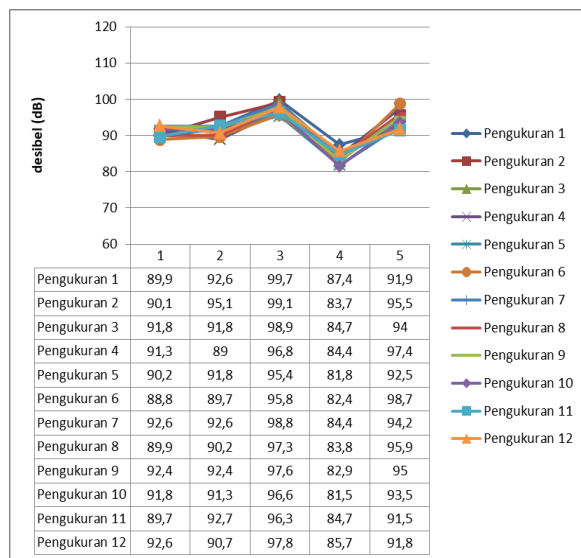 120
110
100
90
80
70
60
desibel (dB)
1 2 3 4 5
Pengukuran 1 89,9 92,6 99,7 87,4 91,9
Pengukuran 2 90,1 95,1 99,1 83,7 95,5
Pengukuran 3 91,8 91,8 98,9 84,7 94
Pengukuran 4 91,3 89 96,8 84,4 97,4
Pengukuran 5 90,2 91,8 95,4 81,8 92,5
Pengukuran 6 88,8 89,7 95,8 82,4 98,7
Pengukuran 7 92,6 92,6 98,8 84,4 94,2
Pengukuran 8 89,9 90,2 97,3 83,8 95,9
Pengukuran 9 92,4 92,4 97,6 82,9 95
Pengukuran 10 91,8 91,3 96,6 81,5 93,5
Pengukuran 11 89,7 92,7 96,3 84,7 91,5
Pengukuran 12 92,6 90,7 97,8 85,7 91,8
Pengukuran 1
Pengukuran 2
Pengukuran 3
Pengukuran 4
Pengukuran 5
Pengukuran 6
Pengukuran 7
Pengukuran 8
Pengukuran 9
Pengukuran 10
Pengukuran 11
Pengukuran 12